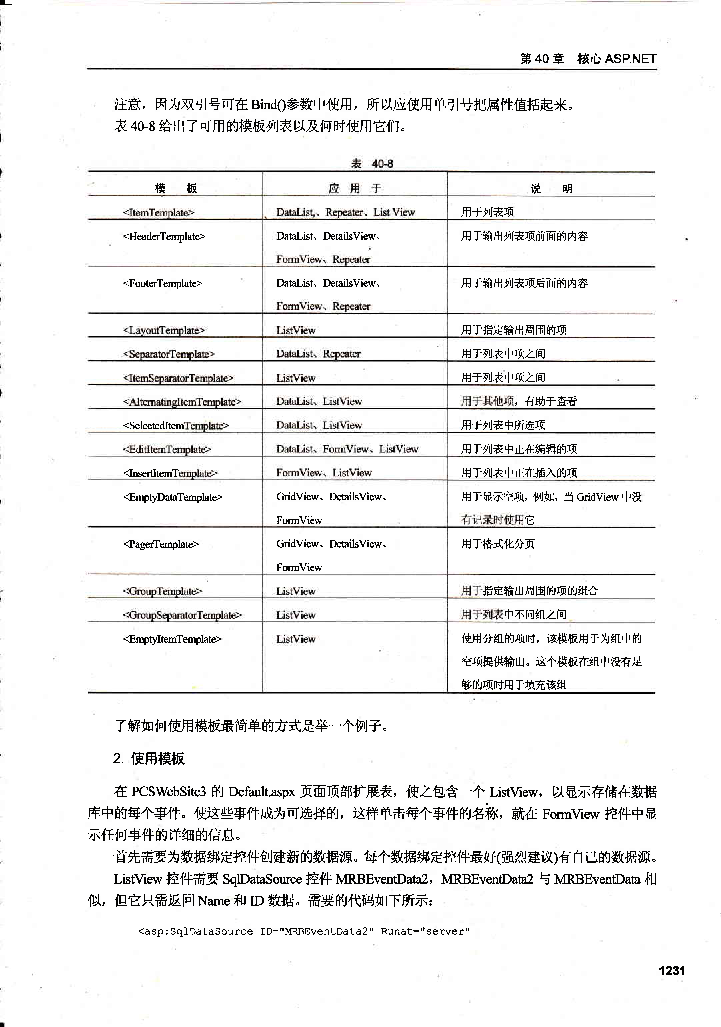 第 40 章 核心 ASP.NET
注意，因为双引号可在 Bind()参数中使用，所以应使用单引号把属性值括起来。
表 40-8 给出了可用的模板列表以及何时使用它们。
表 40-8
模 板 应 用 于 说 明
<ItemTemplate> DataList、Repeater、List View 用于列表项
<HeaderTemplate> DataList、DetailsView、 用于输出列表项前面的内容
FormView、Repeater
<FooterTemplate> DataList、DetailsView、 用于输出列表项后面的内容
FormView、Repeater
<LayoutTemplate> ListView 用于指定输出周围的项
<SeparatorTemplate> DataList、Repeater 用于列表中项之间
<ItemSeparatorTemplate> ListView 用于列表中项之间
<AlternatingItemTemplate> DataList、ListView 用于其他项，有助于查看
<SelectedItemTemplate> DataList、ListView 用于列表中所选项
<EditItemTemplate> DataList、FormView、ListView 用于列表中正在编辑的项
<InsertItemTemplate> FormView、ListView 用于列表中正在插入的项
<EmptyDataTemplate> GridView、DetailsView、 用于显示空项，例如，当 GridView 中没
FormView 有记录时使用它
<PagerTemplate> GridView、DetailsView、 用于格式化分页
FormView
<GroupTemplate> ListView 用于指定输出周围的项的组合
<GroupSeparatorTemplate> ListView 用于列表中不同组之间
<EmptyItemTemplate> ListView 使用分组的项时，该模板用于为组中的
空项提供输出。这个模板在组中没有足
够的项时用于填充该组
了解如何使用模板最简单的方式是举一个例子。
2. 使用模板
在 PCSWebSite3 的 Default.aspx 页面顶部扩展表，使之包含一个 ListView，以显示存储在数据
库中的每个事件。使这些事件成为可选择的，这样单击每个事件的名称，就在 FormView 控件中显
示任何事件的详细的信息。
首先需要为数据绑定控件创建新的数据源。每个数据绑定控件最好(强烈建议)有自己的数据源。
ListView 控件需要 SqlDataSource 控件 MRBEventData2，MRBEventData2 与 MRBEventData 相
似，但它只需返回 Name 和 ID 数据。需要的代码如下所示：
<asp:SqlDataSource ID="MRBEventData2" Runat="server"
1231